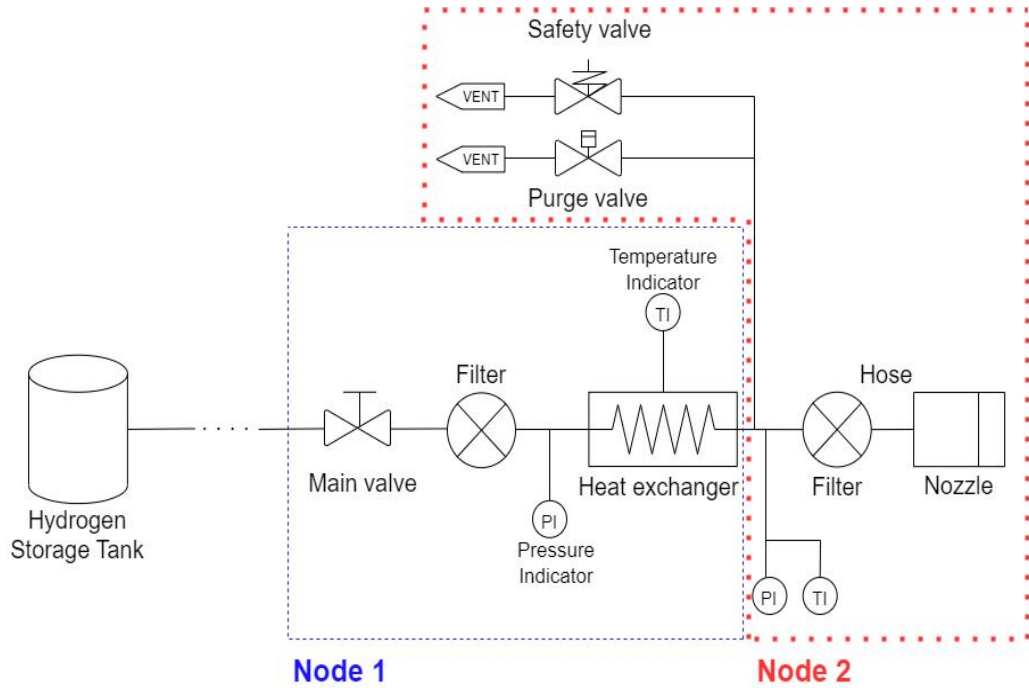 Safety valve
VENT
VENT
Purge valve
Temperature
Indicator
TI
Filter
Hose
Main valve
Heat exchanger
Filter
Nozzle
Hydrogen
Storage Tank
PI
Pressure
Indicator
PI
TI
Node 1
Node 2